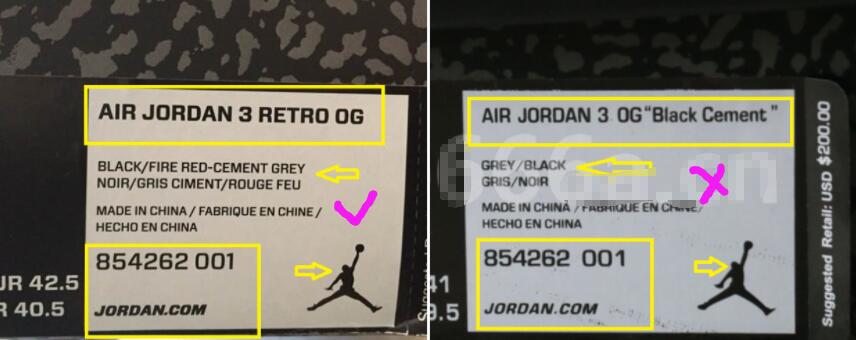 AIR JORDAN 3 RETRO OG
BLACK/FIRE RED-CEMENT GREY
NOIR/GRIS CIMENT/ROUGE FEU
MADE IN CHINA / FABRIQUE EN CHINE /
HECHO EN CHINA
854262 001
JORDAN.COM
UR 42.5
R 40.5
AIR JORDAN 3 OG "Black Cement"
GREY/BLACK
GRIS/NOIR
MADE IN CHINA / FABRIQUE EN CHINE/
HECHO EN CHINA
854262 001
JORDAN.COM
41
9.5
Suggested Retail: USD $200.00